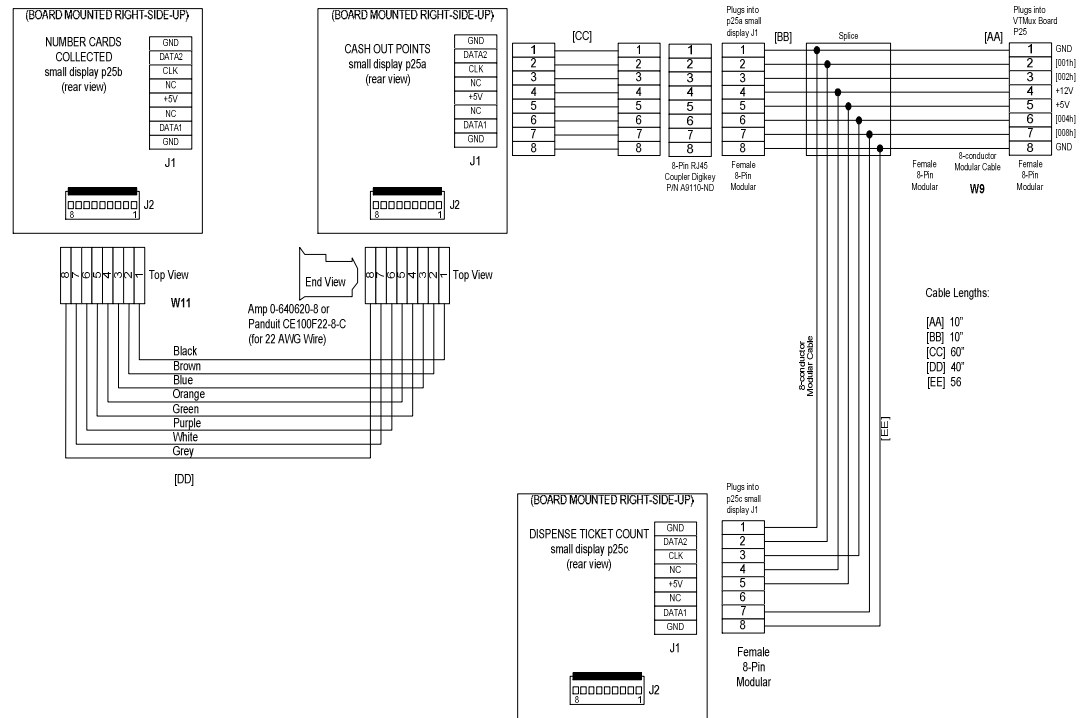 (BOARD MOUNTED RIGHT-SIDE-UP)
NUMBER CARDS
COLLECTED
small display p25b
(rear view)
GND
DATA2
CLK
NC
+5V
NC
DATA1
GND
J1
J2
8 1
(BOARD MOUNTED RIGHT-SIDE-UP)
CASH OUT POINTS
small display p25a
(rear view)
GND
DATA2
CLK
NC
+5V
NC
DATA1
GND
J1
J2
8 1
[CC]
1 1 1
2 2 2
3 3 3
4 4 4
5 5 5
6 6 6
7 7 7
8 8 8
8-Pin RJ45
Coupler Digikey
P/N A9110-ND
Plugs into
p25a small
display J1
1
2
3
4
5
6
7
8
Female
8-Pin
Modular
[BB]
Splice
[AA]
Female
8-Pin
Modular
8-conductor
Modular Cable
W9
Plugs into
VTMux Board
P25
1 GND
2 [001h]
3 [002h]
4 +12V
5 +5V
6 [004h]
7 [008h]
8 GND
Female
8-Pin
Modular
8 7 6 5 4 3 2 1
Top View
W11
End View
8 7 6 5 4 3 2 1
Top View
Amp 0-640620-8 or
Panduit CE100F22-8-C
(for 22 AWG Wire)
Black
Brown
Blue
Orange
Green
Purple
White
Grey
[DD]
8-conductor
Modular Cable
[EE]
Cable Lengths:
[AA] 10"
[BB] 10"
[CC] 60"
[DD] 40"
[EE] 56
(BOARD MOUNTED RIGHT-SIDE-UP)
DISPENSE TICKET COUNT
small display p25c
(rear view)
GND
DATA2
CLK
NC
+5V
NC
DATA1
GND
J1
J2
8 1
Plugs into
p25c small
display J1
1
2
3
4
5
6
7
8
Female
8-Pin
Modular